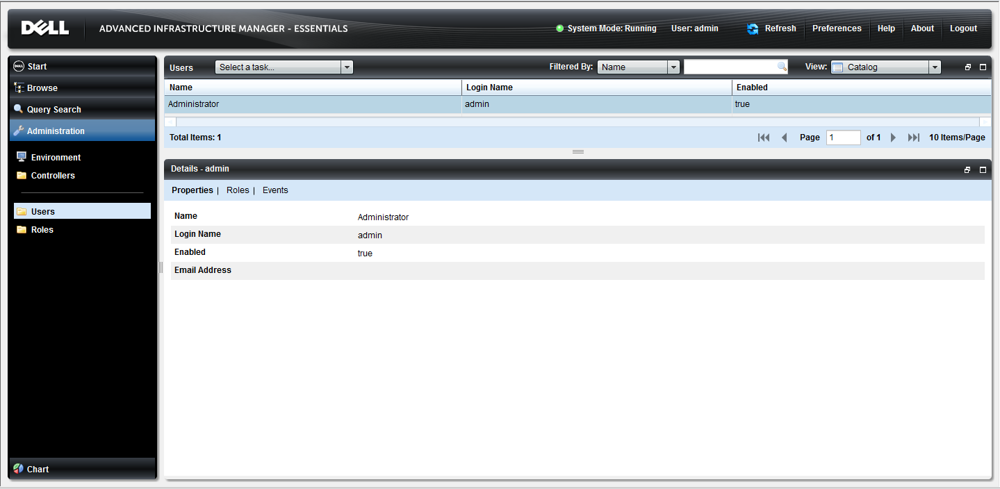 DELL ADVANCED INFRASTRUCTURE MANAGER - ESSENTIALS System Mode: Running User: admin Refresh Preferences Help About Logout
Start
Browse
Query Search
Administration
Environment
Controllers
Users
Roles
Chart
Users Select a task... Filtered By: Name View: Catalog
Name Login Name Enabled
Administrator admin true
Total Items: 1 Page 1 of 1 10 Items/Page
Details - admin
Properties | Roles | Events
Name Administrator
Login Name admin
Enabled true
Email Address